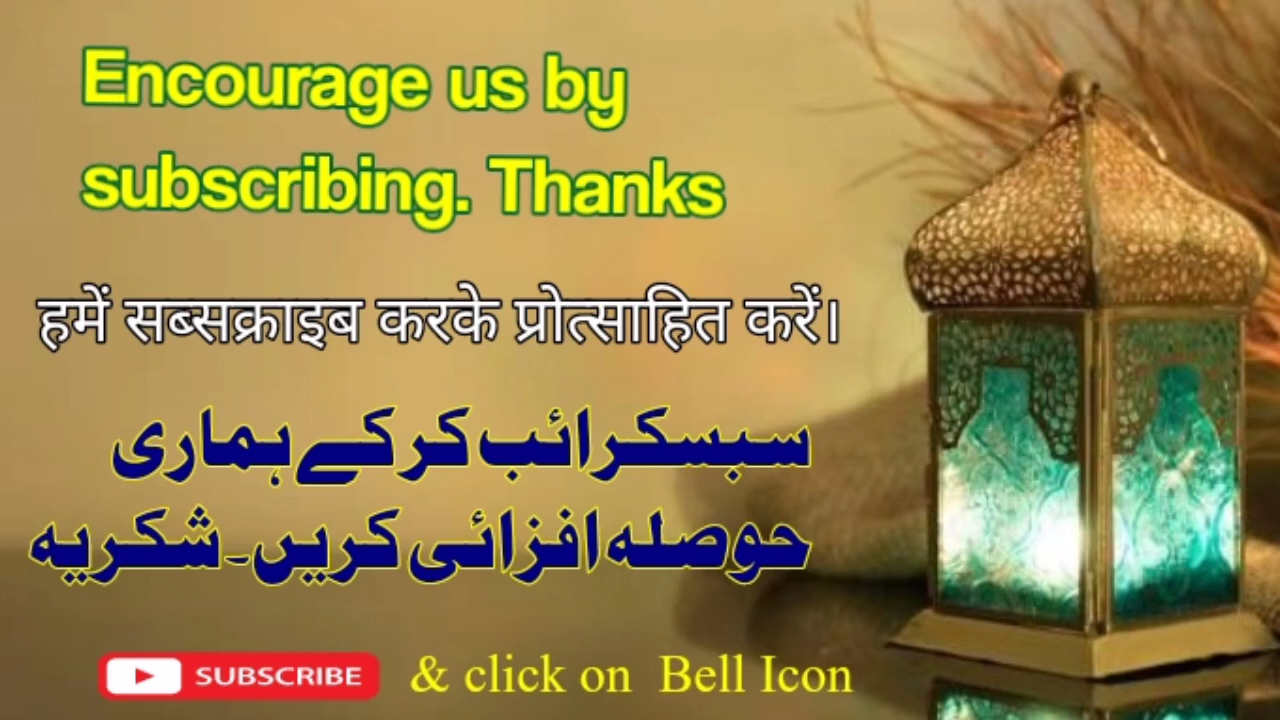 Encourage us by
subscribing. Thanks
हमें सब्सक्राइब करके प्रोत्साहित करें।
سبسکرائب کر کے ہماری
حوصلہ افزائی کریں۔ شکریہ
SUBSCRIBE & click on Bell Icon